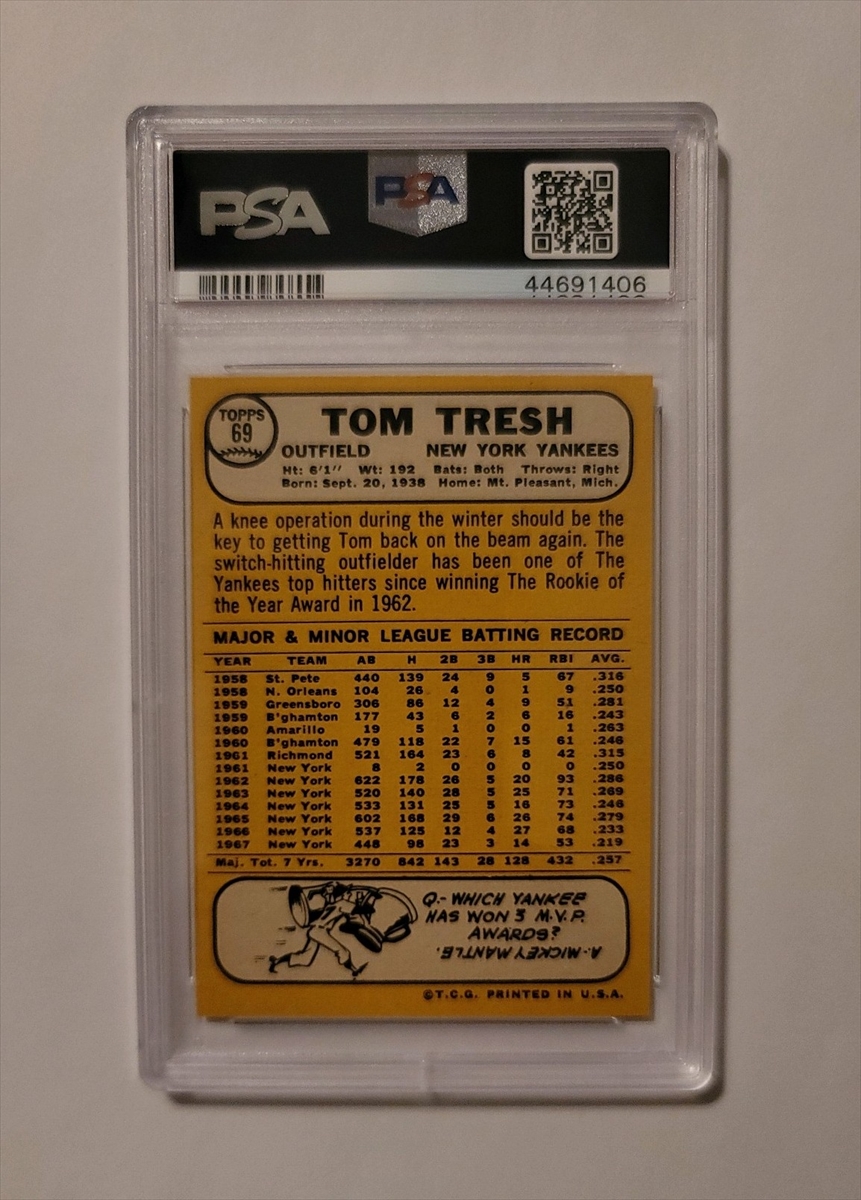 PSA PSA
44691406
TOPPS
69
TOM TRESH
OUTFIELD NEW YORK YANKEES
Ht: 6'1" Wt: 192 Bats: Both Throws: Right
Born: Sept. 20, 1938 Home: Mt. Pleasant, Mich.
A knee operation during the winter should be the
key to getting Tom back on the beam again. The
switch-hitting outfielder has been one of The
Yankees top hitters since winning The Rookie of
the Year Award in 1962.
MAJOR & MINOR LEAGUE BATTING RECORD
YEAR TEAM AB H 2B 3B HR RBI AVG.
1958 St. Pete 440 139 24 9 5 67 .316
1958 N. Orleans 104 26 4 0 1 9 .250
1959 Greensboro 306 86 12 4 9 51 .281
1959 B'ghamton 177 43 6 2 6 16 .243
1960 Amarillo 19 5 1 0 0 1 .263
1960 B'ghamton 479 118 22 7 15 61 .246
1961 Richmond 521 164 23 6 8 42 .315
1961 New York 8 2 0 0 0 0 .250
1962 New York 622 178 26 5 20 93 .286
1963 New York 520 140 28 5 25 71 .269
1964 New York 533 131 25 5 16 73 .246
1965 New York 602 168 29 6 26 74 .279
1966 New York 537 125 12 4 27 68 .233
1967 New York 448 98 23 3 14 53 .219
Maj. Tot. 7 Yrs. 3270 842 143 28 128 432 .257
Q.- WHICH YANKEE
HAS WON 3 M.V.P.
AWARDS?
A. MICKEY MANTLE.
©T.C.G. PRINTED IN U.S.A.